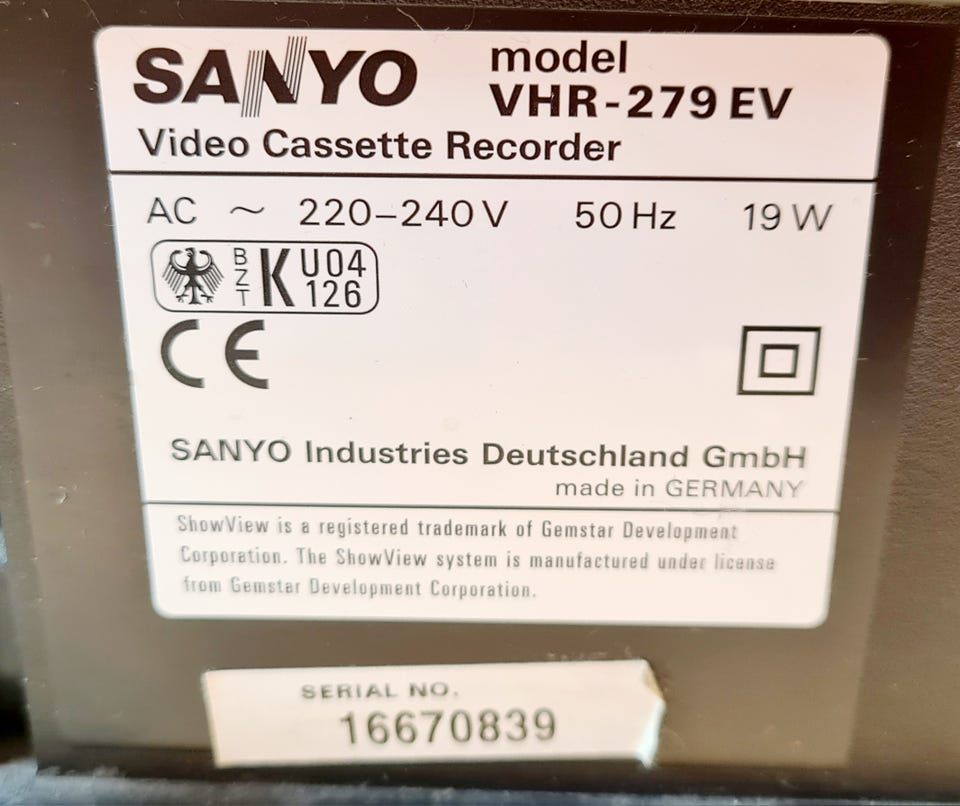 SANYO
model
VHR-279 EV
Video Cassette Recorder
AC ~ 220-240 V 50 Hz 19 W
BZT K U04
126
CE
SANYO Industries Deutschland GmbH
made in GERMANY
ShowView is a registered trademark of Gemstar Development
Corporation. The ShowView system is manufactured under license
from Gemstar Development Corporation.
SERIAL NO.
16670839